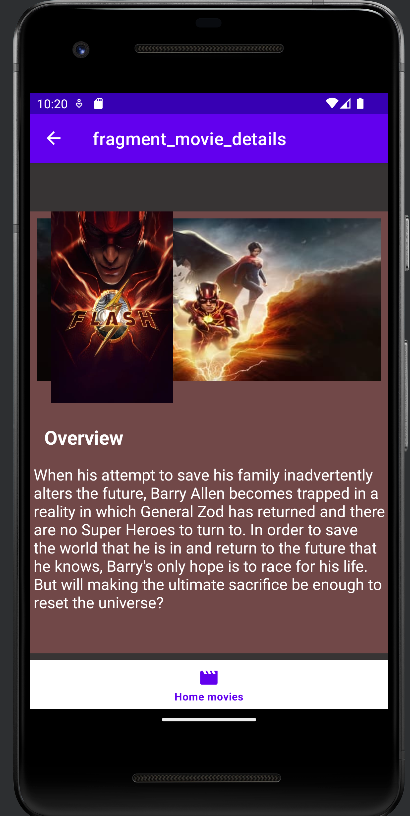 10:20
fragment_movie_details
FLASH
Overview
When his attempt to save his family inadvertently
alters the future, Barry Allen becomes trapped in a
reality in which General Zod has returned and there
are no Super Heroes to turn to. In order to save
the world that he is in and return to the future that
he knows, Barry's only hope is to race for his life.
But will making the ultimate sacrifice be enough to
reset the universe?
Home movies